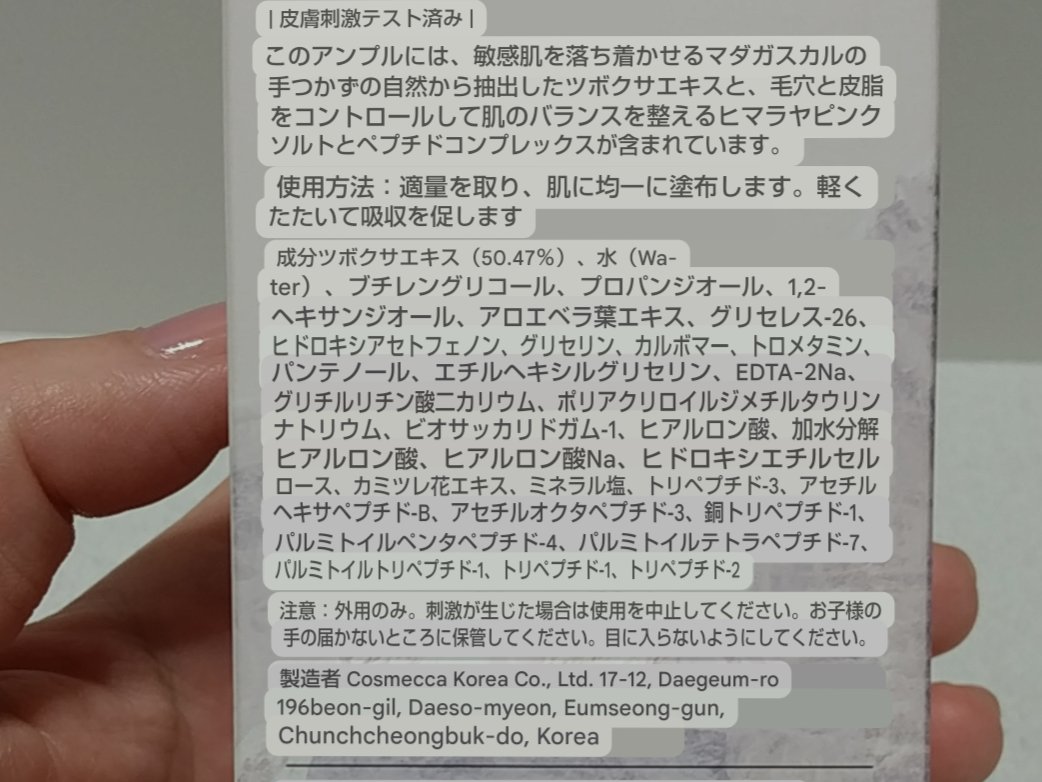 | 皮膚刺激テスト済み |
このアンプルには、敏感肌を落ち着かせるマダガスカルの
手つかずの自然から抽出したツボクサエキスと、毛穴と皮脂
をコントロールして肌のバランスを整えるヒマラヤピンク
ソルトとペプチドコンプレックスが含まれています。
使用方法：適量を取り、肌に均一に塗布します。軽く
たたいて吸収を促します
成分ツボクサエキス（50.47%）、水（Wa-
ter）、ブチレングリコール、プロパンジオール、1,2-
ヘキサンジオール、アロエベラ葉エキス、グリセレス-26、
ヒドロキシアセトフェノン、グリセリン、カルボマー、トロメタミン、
パンテノール、エチルヘキシルグリセリン、EDTA-2Na、
グリチルリチン酸二カリウム、ポリアクリロイルジメチルタウリン
ナトリウム、ビオサッカリドガム-1、ヒアルロン酸、加水分解
ヒアルロン酸、ヒアルロン酸Na、ヒドロキシエチルセル
ロース、カミツレ花エキス、ミネラル塩、トリペプチド-3、アセチル
ヘキサペプチド-B、アセチルオクタペプチド-3、銅トリペプチド-1、
パルミトイルペンタペプチド-4、パルミトイルテトラペプチド-7、
パルミトイルトリペプチド-1、トリペプチド-1、トリペプチド-2
注意：外用のみ。刺激が生じた場合は使用を中止してください。お子様の
手の届かないところに保管してください。目に入らないようにしてください。
製造者 Cosmecca Korea Co., Ltd. 17-12, Daegeum-ro
196beon-gil, Daeso-myeon, Eumseong-gun,
Chunchcheongbuk-do, Korea